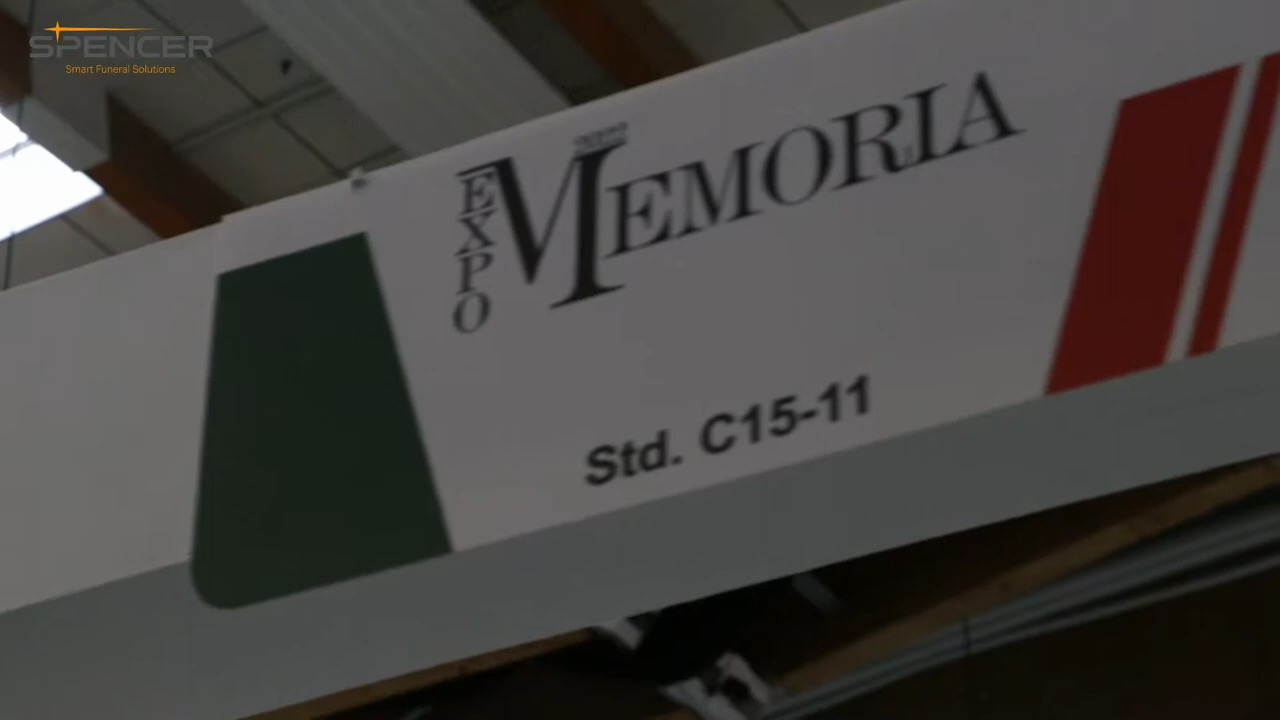 SPENCER
Smart Funeral Solutions
EXPO
MEMORIA
Std. C15-11